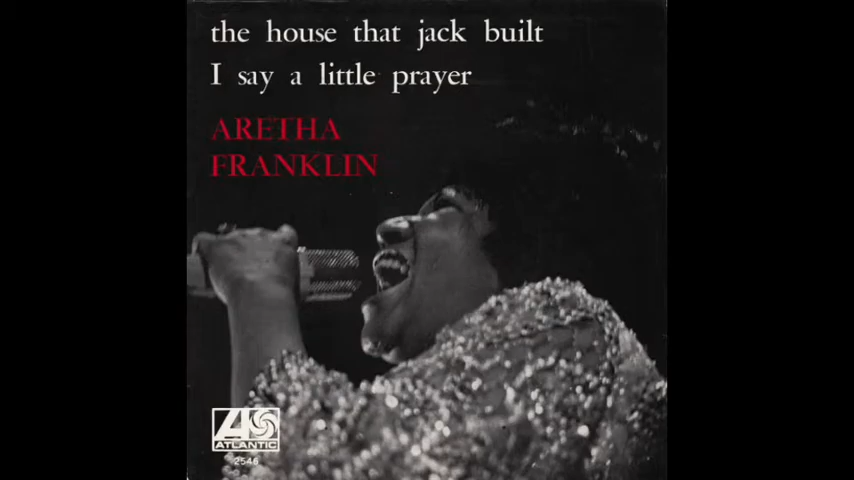 the house that jack built
I say a little prayer
ARETHA
FRANKLIN
ATLANTIC
2546